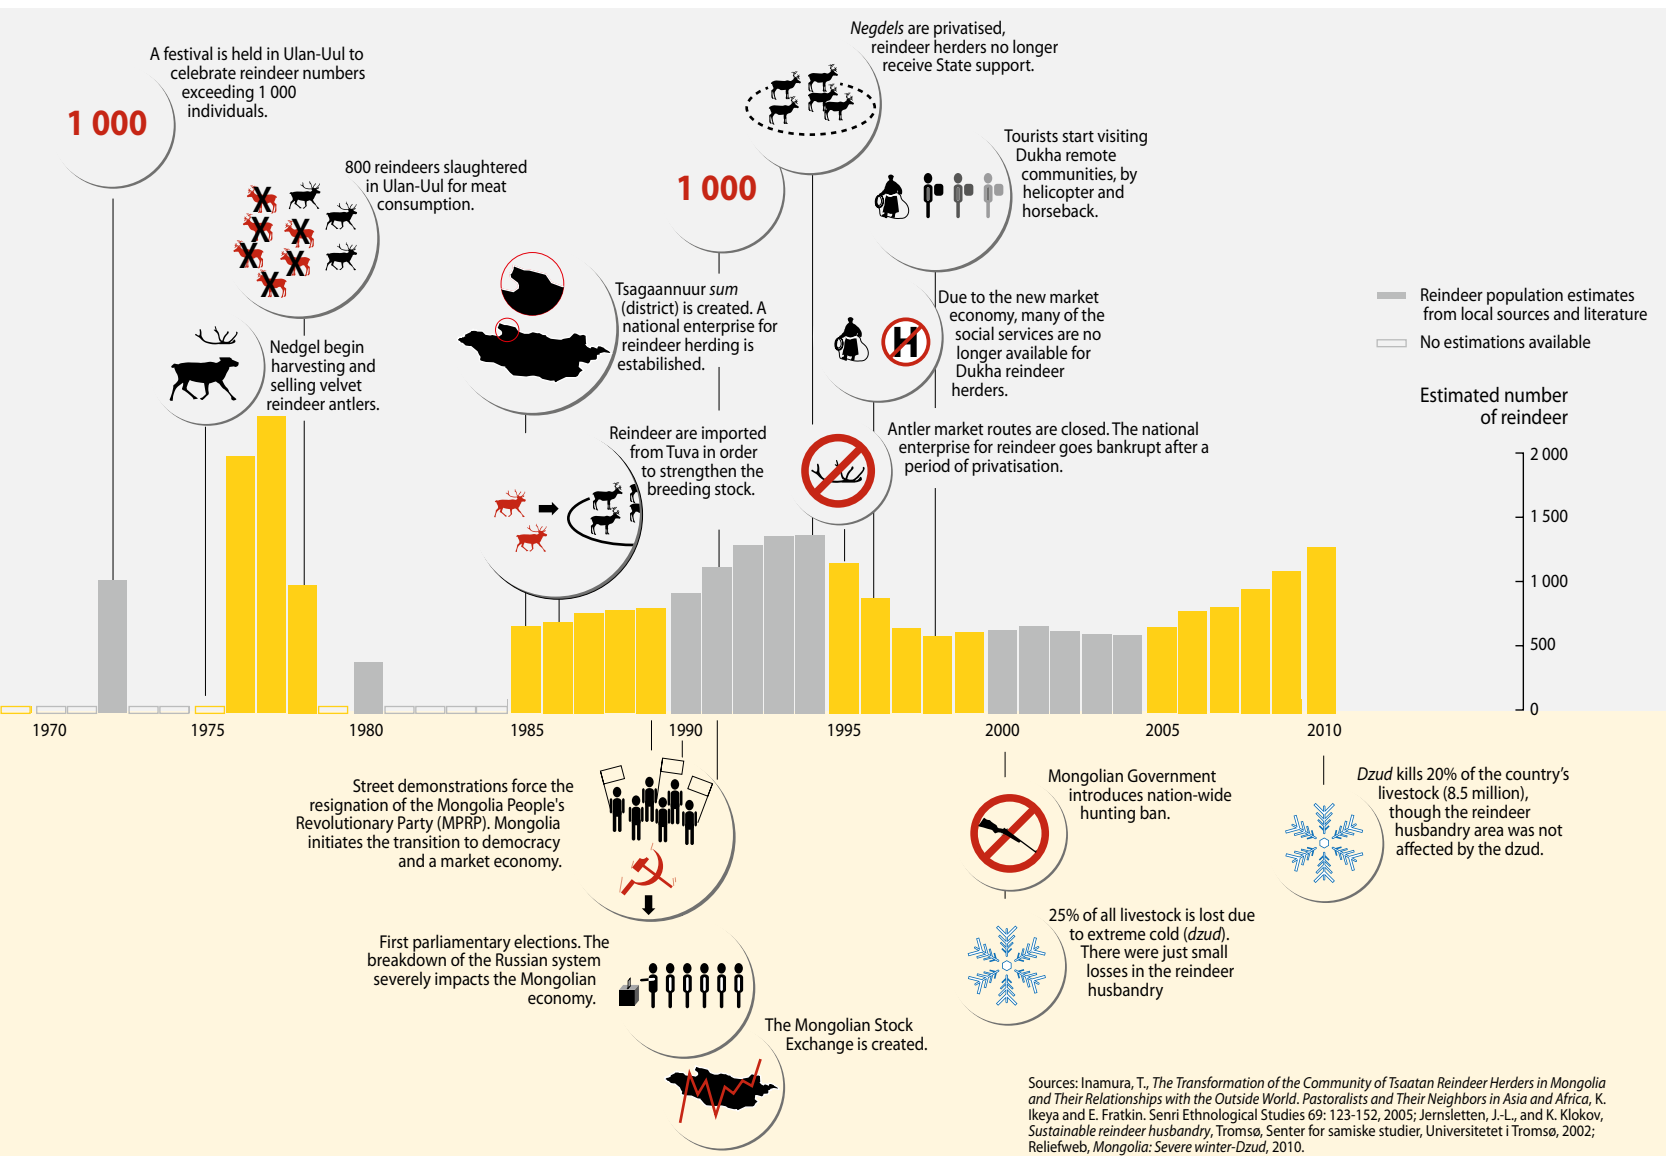 A festival is held in Ulan-Uul to
celebrate reindeer numbers
exceeding 1 000
individuals.
1 000
800 reindeers slaughtered
in Ulan-Uul for meat
consumption.
Nedgel begin
harvesting and
selling velvet
reindeer antlers.
Tsagaannuur sum
(district) is created. A
national enterprise for
reindeer herding is
estabilished.
Reindeer are imported
from Tuva in order
to strengthen the
breeding stock.
1 000
Negdels are privatised,
reindeer herders no longer
receive State support.
Tourists start visiting
Dukha remote
communities, by
helicopter and
horseback.
Due to the new market
economy, many of the
social services are no
longer available for
Dukha reindeer
herders.
H
Antler market routes are closed. The national
enterprise for reindeer goes bankrupt after a
period of privatisation.
Reindeer population estimates
from local sources and literature
No estimations available
Estimated number
of reindeer
2 000
1 500
1 000
500
0
1970
1975
1980
1985
1990
1995
2000
2005
2010
Street demonstrations force the
resignation of the Mongolia People's
Revolutionary Party (MPRP). Mongolia
initiates the transition to democracy
and a market economy.
First parliamentary elections. The
breakdown of the Russian system
severely impacts the Mongolian
economy.
The Mongolian Stock
Exchange is created.
Mongolian Government
introduces nation-wide
hunting ban.
25% of all livestock is lost due
to extreme cold (dzud).
There were just small
losses in the reindeer
husbandry
Dzud kills 20% of the country's
livestock (8.5 million),
though the reindeer
husbandry area was not
affected by the dzud.
Sources: Inamura, T., The Transformation of the Community of Tsaatan Reindeer Herders in Mongolia
and Their Relationships with the Outside World. Pastoralists and Their Neighbors in Asia and Africa, K.
Ikeya and E. Fratkin. Senri Ethnological Studies 69: 123-152, 2005; Jernsletten, J.-L., and K. Klokov,
Sustainable reindeer husbandry, Tromsø, Senter for samiske studier, Universitetet i Tromsø, 2002;
Reliefweb, Mongolia: Severe winter-Dzud, 2010.